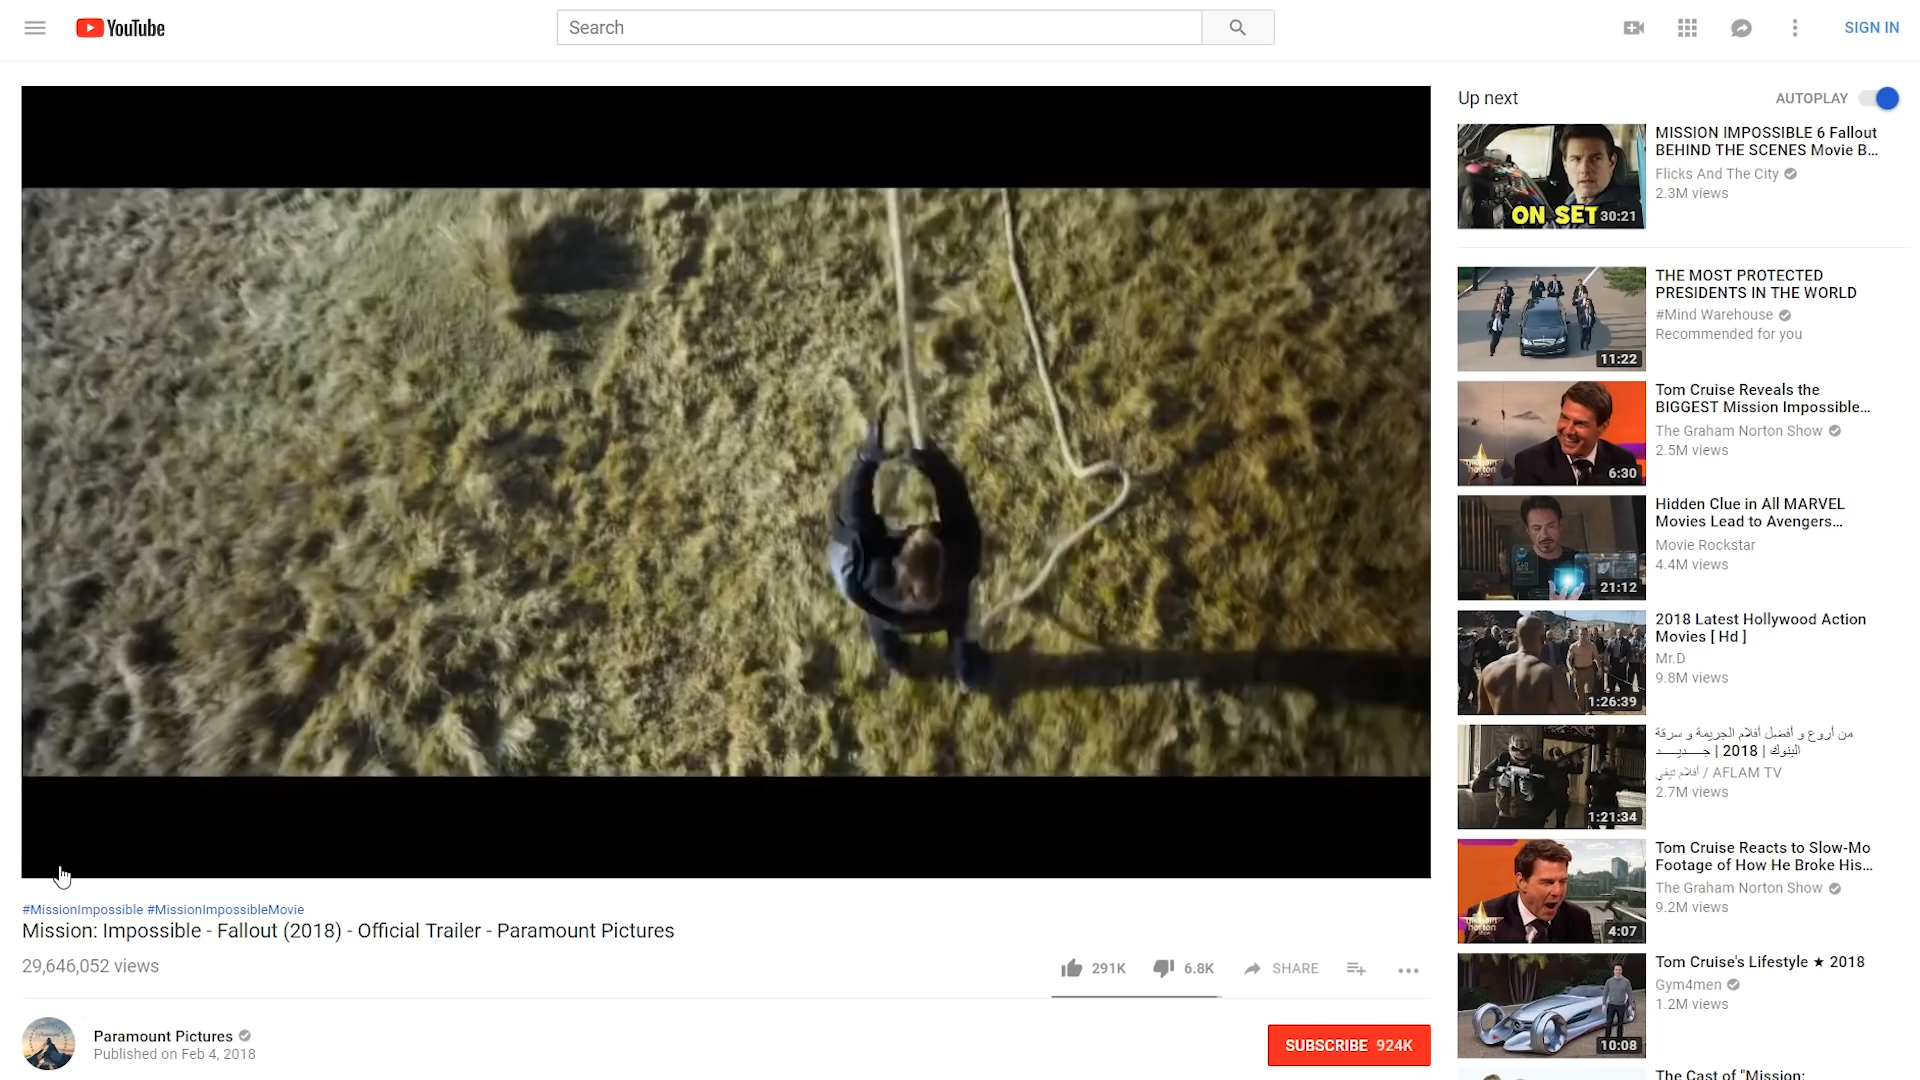 YouTube
Search
SIGN IN
Up next
AUTOPLAY
ON SET
30:21
MISSION IMPOSSIBLE 6 Fallout
BEHIND THE SCENES Movie B...
Flicks And The City
2.3M views
11:22
THE MOST PROTECTED
PRESIDENTS IN THE WORLD
#Mind Warehouse
Recommended for you
6:30
Tom Cruise Reveals the
BIGGEST Mission Impossible...
The Graham Norton Show
2.5M views
21:12
Hidden Clue in All MARVEL
Movies Lead to Avengers...
Movie Rockstar
4.4M views
1:26:39
2018 Latest Hollywood Action
Movies [ Hd ]
Mr.D
9.8M views
1:21:34
من أروع و أفضل أفلام الجريمة و سرقة
البنوك | 2018 | جـــــديـــــد
أفلام تيفي / AFLAM TV
2.7M views
4:07
Tom Cruise Reacts to Slow-Mo
Footage of How He Broke His...
The Graham Norton Show
9.2M views
10:08
Tom Cruise's Lifestyle ★ 2018
Gym4men
1.2M views
The Cast of "Mission:
#MissionImpossible #MissionImpossibleMovie
Mission: Impossible - Fallout (2018) - Official Trailer - Paramount Pictures
29,646,052 views
291K
6.8K
SHARE
Paramount Pictures
Published on Feb 4, 2018
SUBSCRIBE 924K